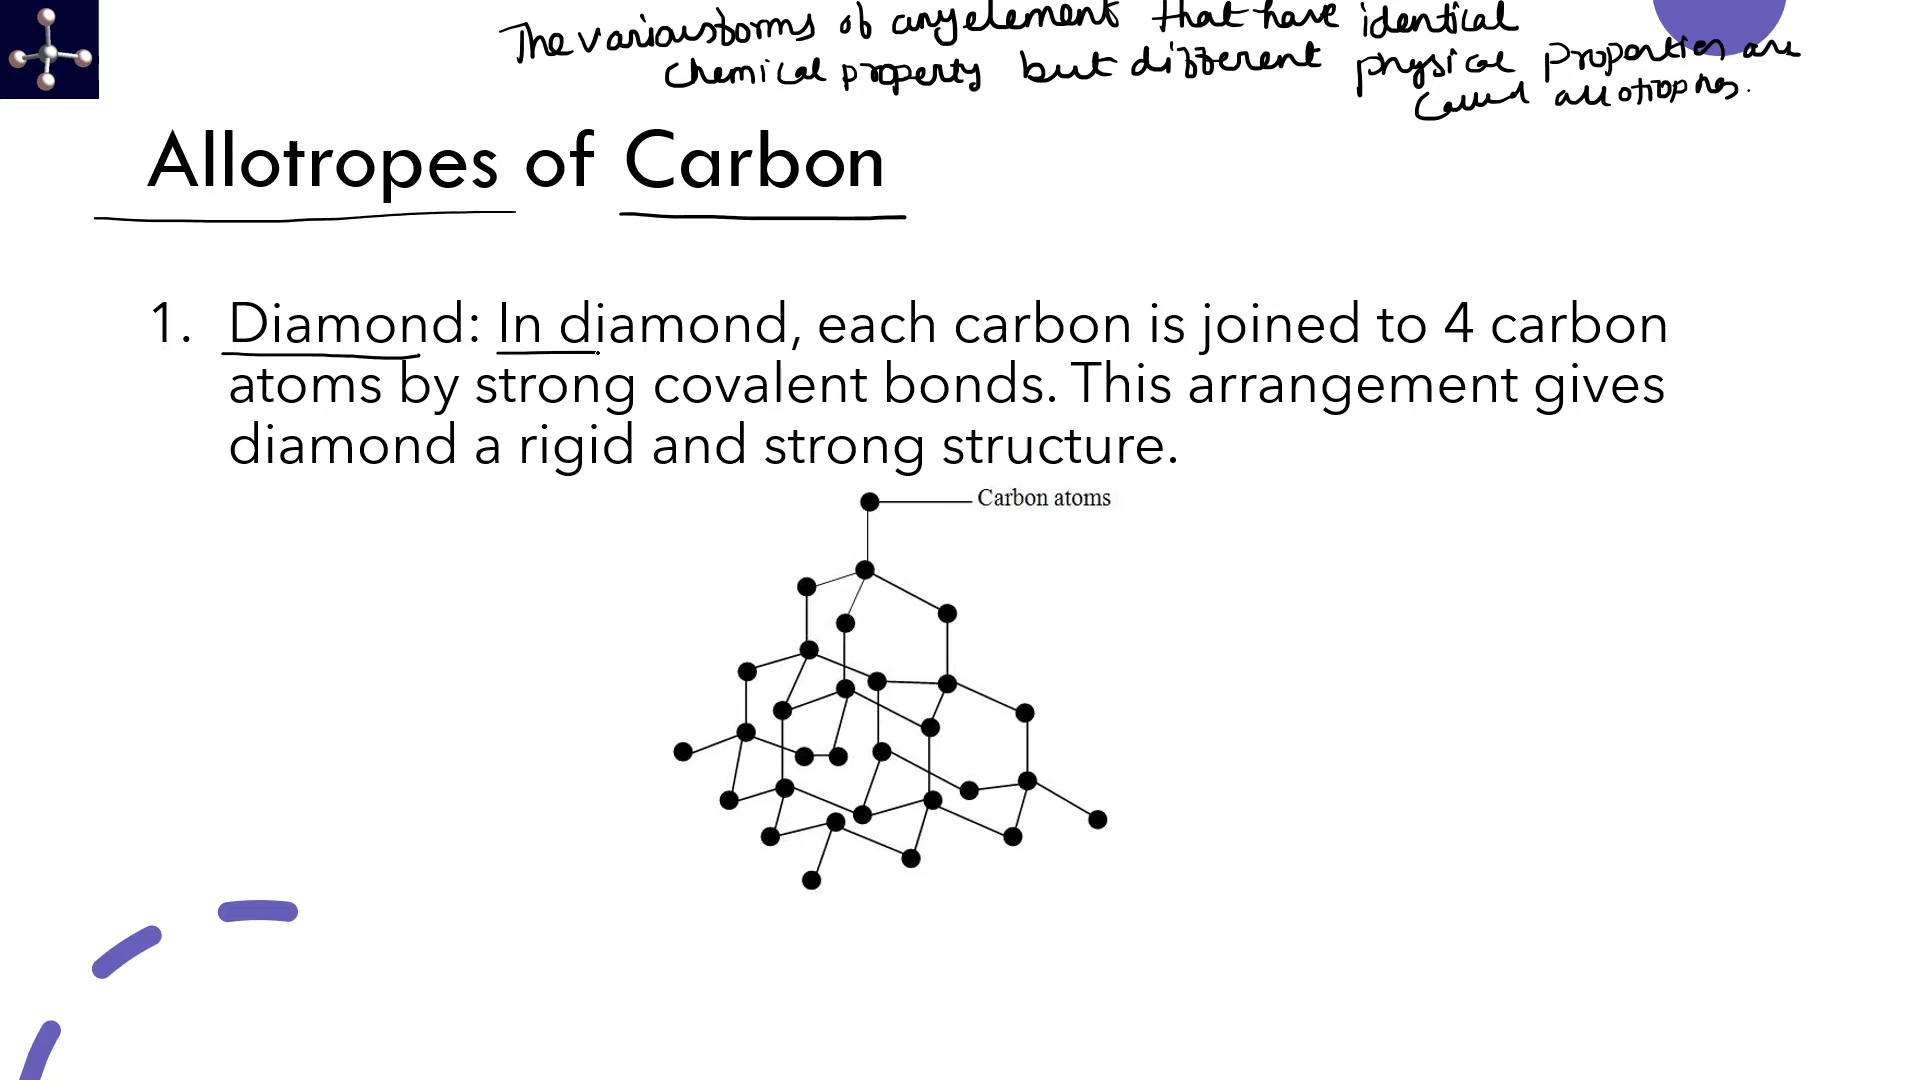 The various forms of any element that have identical
chemical property but different physical properties are
called allotropes.
Allotropes of Carbon
1. Diamond: In diamond, each carbon is joined to 4 carbon
atoms by strong covalent bonds. This arrangement gives
diamond a rigid and strong structure.
Carbon atoms